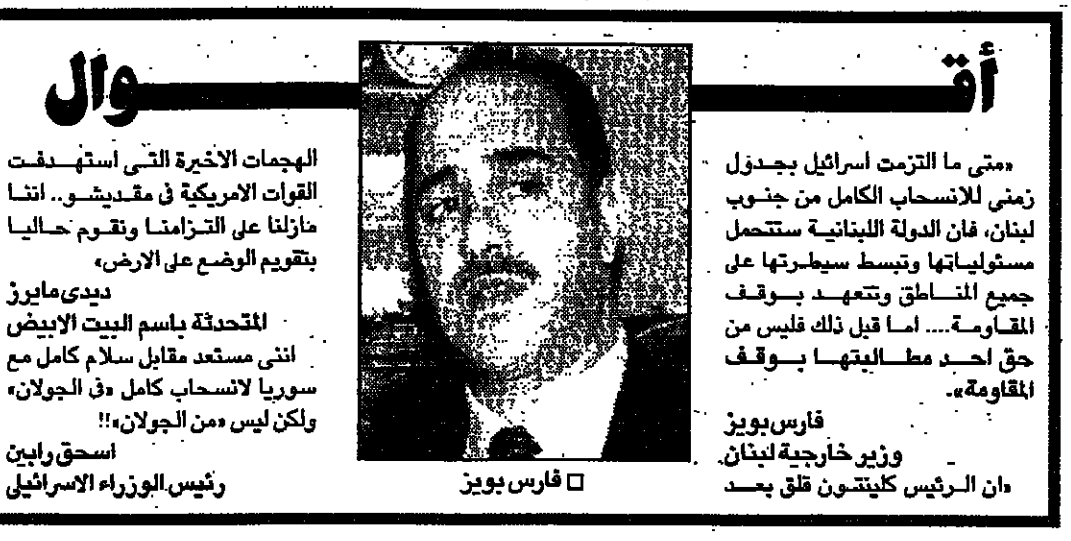 أقـــوال
«متى ما التزمت اسرائيل بجدول
زمنى للانسحاب الكامل من جنوب
لبنان، فان الدولة اللبنانية ستتحمل
مسئولياتها وتبسط سيطرتها على
جميع المناطق وتتعهد بوقف
المقاومة.... اما قبل ذلك فليس من
حق احد مطالبتها بوقف
المقاومة».
فارس بويز
وزير خارجية لبنان
«ان الرئيس كلينتون قلق بعد
□ فارس بويز
الهجمات الاخيرة التى استهدفت
القوات الامريكية فى مقديشو.. اننا
مازلنا على التزامنا ونقوم حاليا
بتقويم الوضع على الارض»
ديدى مايرز
المتحدثة باسم البيت الابيض
اننى مستعد مقابل سلام كامل مع
سوريا لانسحاب كامل «فى الجولان»
ولكن ليس «من الجولان»!!
اسحق رابين
رئيس الوزراء الاسرائيلى